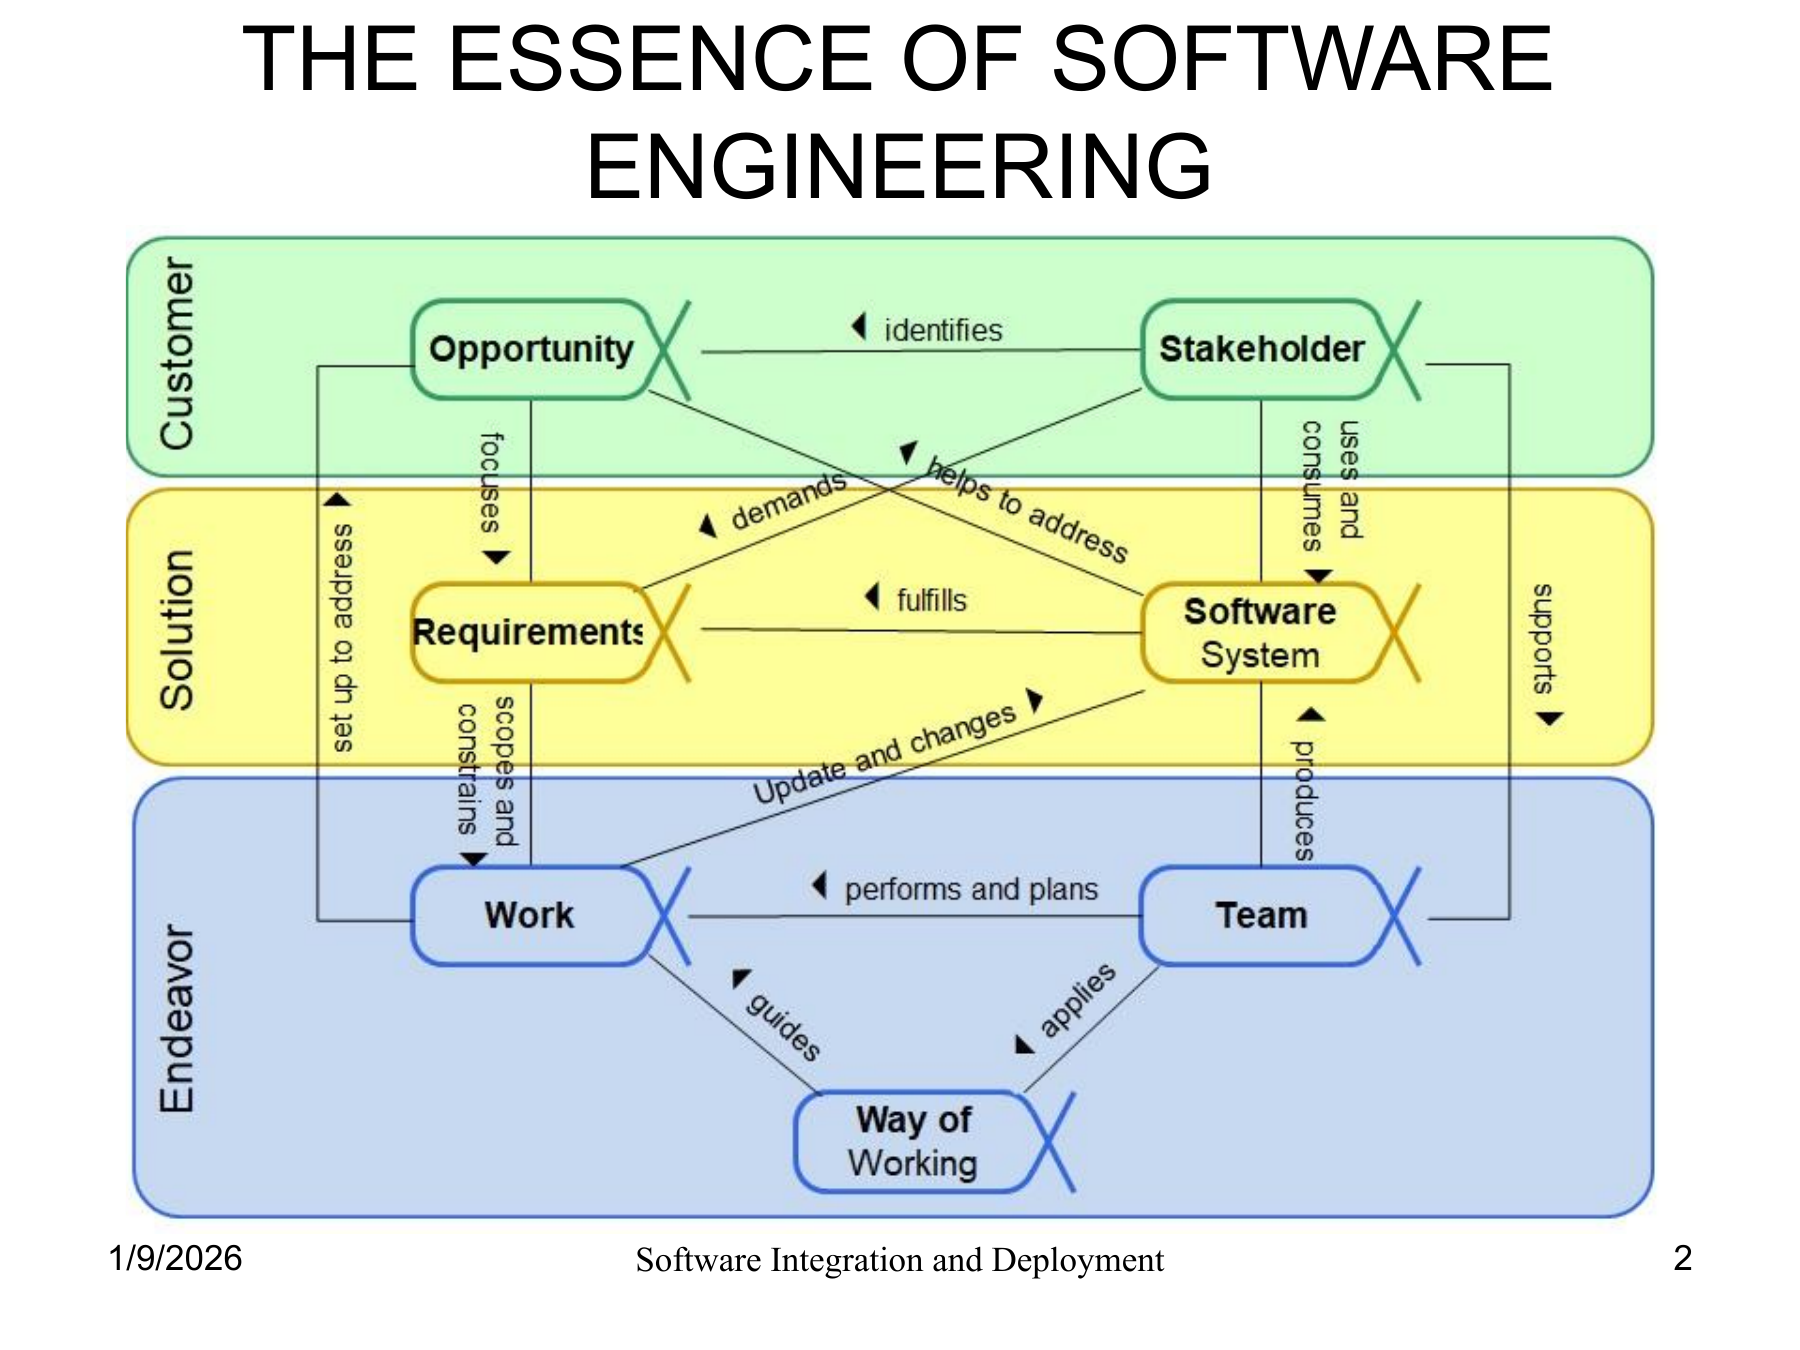 THE ESSENCE OF SOFTWARE
ENGINEERING
Customer
Opportunity
identifies
Stakeholder
focuses
demands
helps to address
uses and
consumes
Solution
set up to address
Requirements
fulfills
Software
System
supports
scopes and
constrains
Update and changes
produces
Endeavor
Work
performs and plans
Team
guides
applies
Way of
Working
1/9/2026
Software Integration and Deployment
2